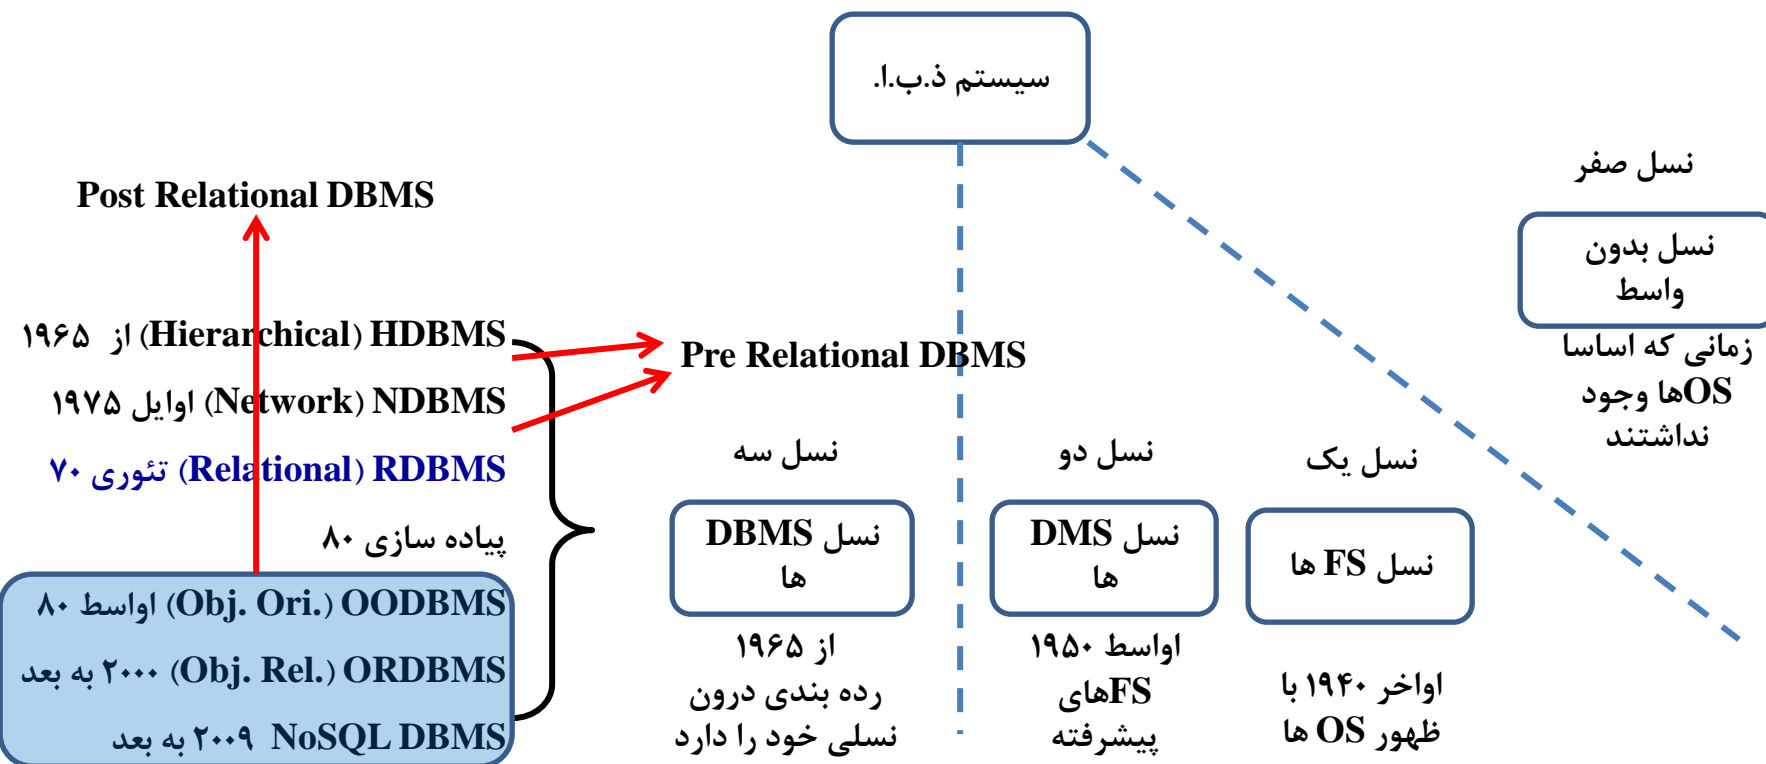 سیستم ذ.ب.ا.
نسل صفر
نسل بدون
واسط
زمانی که اساسا
OSها وجود
نداشتند
نسل یک
نسل FS ها
اواخر ۱۹۴۰ با
ظهور OS ها
نسل دو
نسل DMS
ها
اواسط ۱۹۵۰
FSهای
پیشرفته
نسل سه
نسل DBMS
ها
از ۱۹۶۵
رده بندی درون
نسلی خود را دارد
Pre Relational DBMS
Post Relational DBMS
HDBMS (Hierarchical) از ۱۹۶۵
NDBMS (Network) اوایل ۱۹۷۵
RDBMS (Relational) تئوری ۷۰
پیاده سازی ۸۰
OODBMS (Obj. Ori.) اواسط ۸۰
ORDBMS (Obj. Rel.) ۲۰۰۰ به بعد
NoSQL DBMS ۲۰۰۹ به بعد